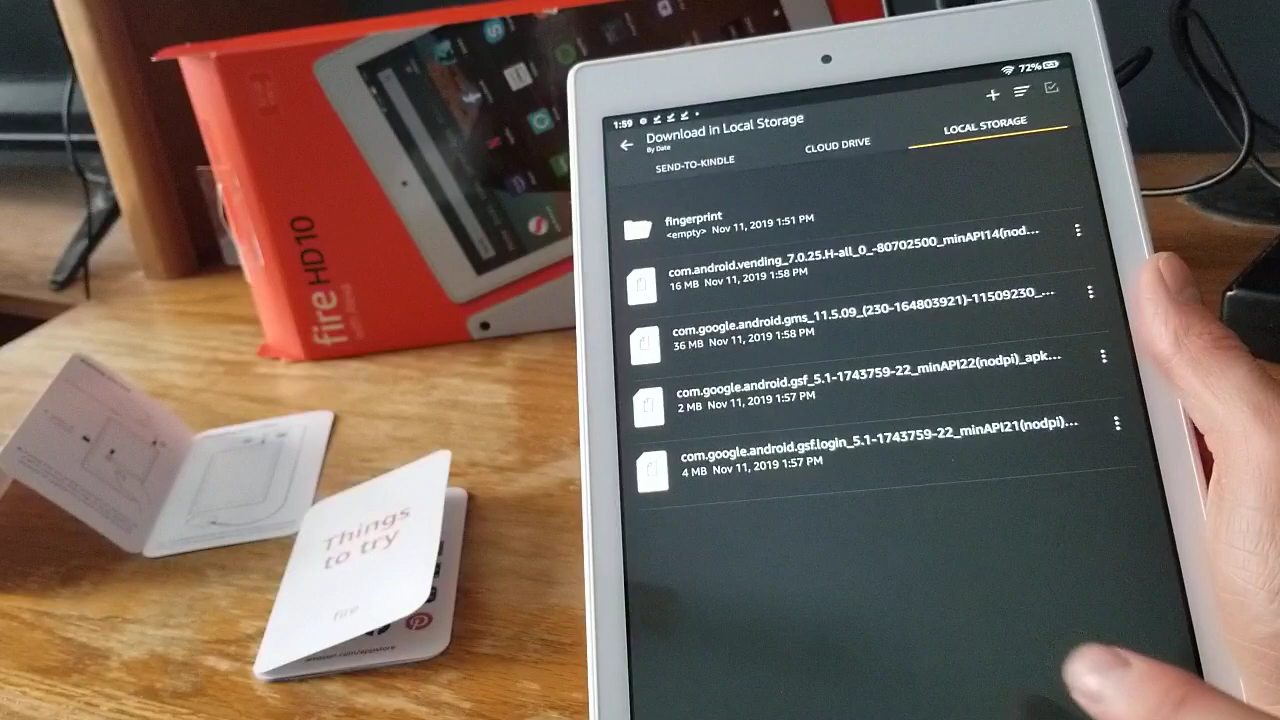 fire HD 10
1:59
72%
Download in Local Storage
By Date
SEND-TO-KINDLE
CLOUD DRIVE
LOCAL STORAGE
fingerprint
<empty> Nov 11, 2019 1:51 PM
com.android.vending_7.0.25.H-all_0_-80702500_minAPI14(nod...
16 MB Nov 11, 2019 1:58 PM
com.google.android.gms_11.5.09_(230-164803921)-11509230_...
36 MB Nov 11, 2019 1:58 PM
com.google.android.gsf_5.1-1743759-22_minAPI22(nodpi)_apk...
2 MB Nov 11, 2019 1:57 PM
com.google.android.gsf.login_5.1-1743759-22_minAPI21(nodpi)...
4 MB Nov 11, 2019 1:57 PM
Things
to try
fire
amazon.com/appstore